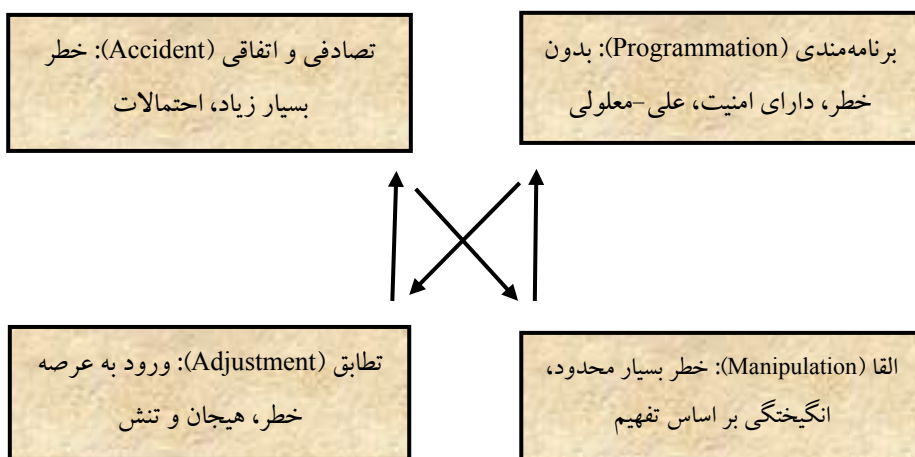 برنامه‌مندی (Programmation): بدون
خطر، دارای امنیت، علی-معلولی
تصادفی و اتفاقی (Accident): خطر
بسیار زیاد، احتمالات
القا (Manipulation): خطر بسیار محدود،
انگیختگی بر اساس تفهیم
تطابق (Adjustment): ورود به عرصه
خطر، هیجان و تنش